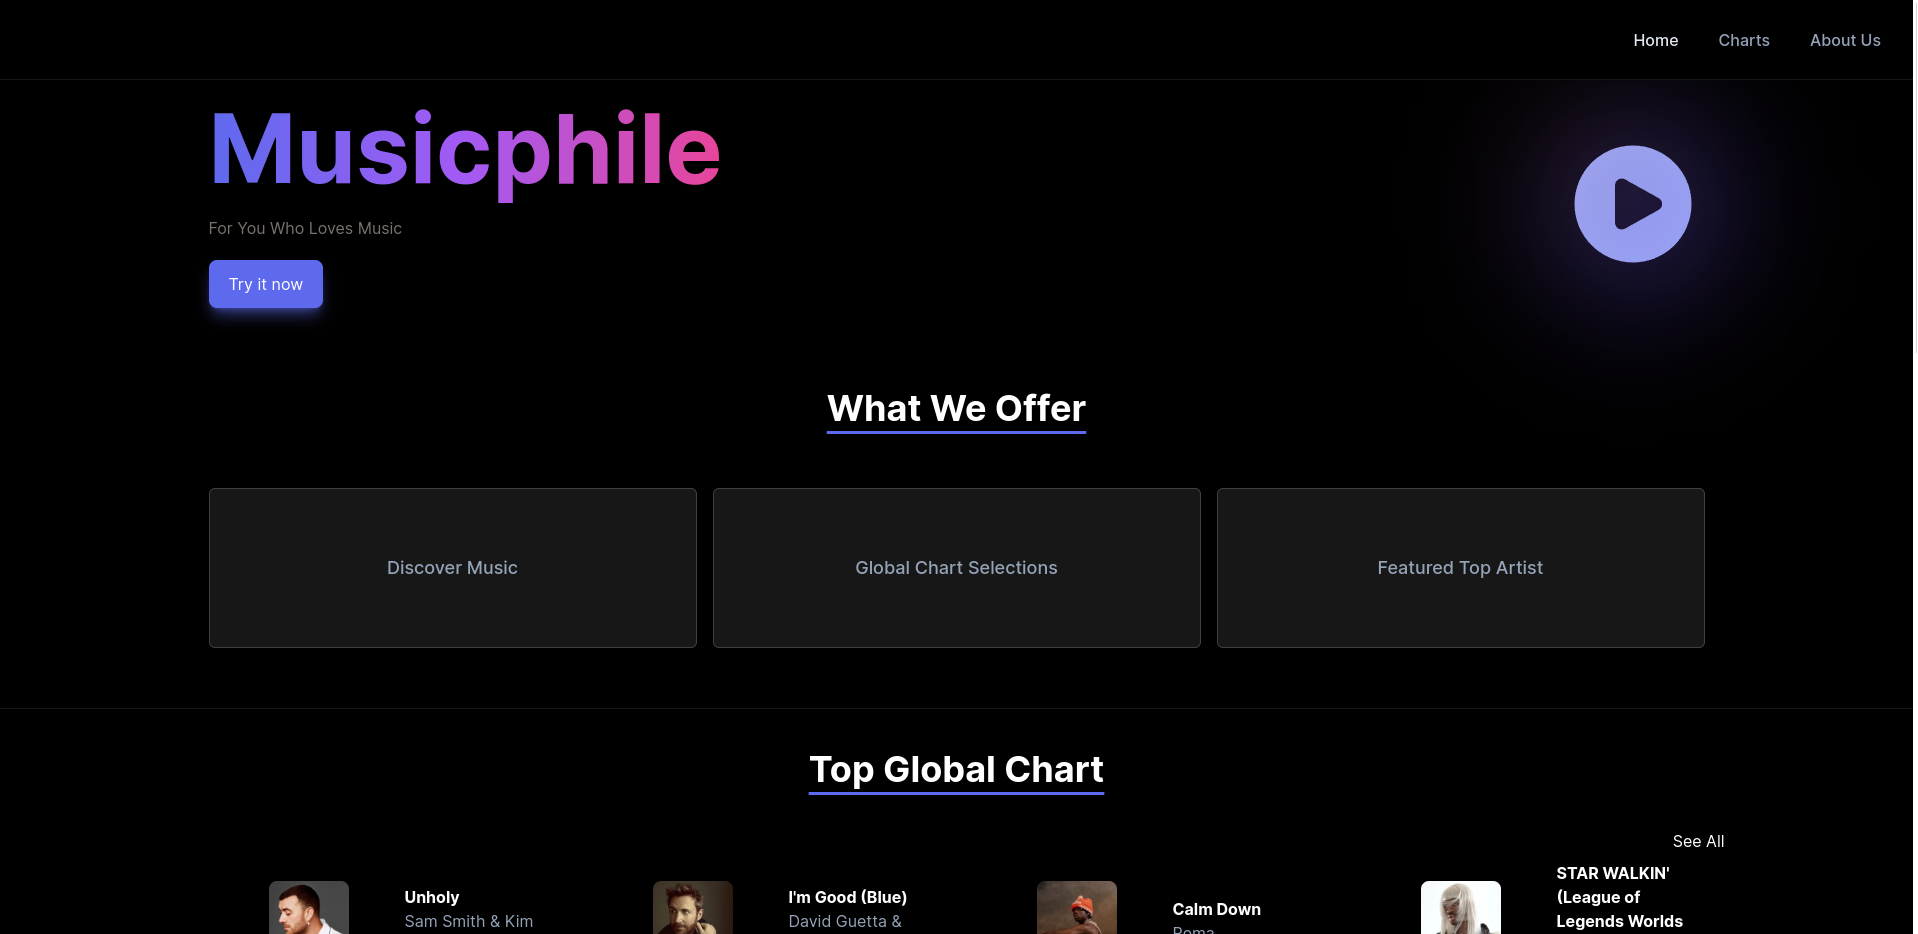 Home
Charts
About Us
Musicphile
For You Who Loves Music
Try it now
What We Offer
Discover Music
Global Chart Selections
Featured Top Artist
Top Global Chart
See All
Unholy
Sam Smith & Kim
I'm Good (Blue)
David Guetta &
Calm Down
Rema
STAR WALKIN'
(League of
Legends Worlds